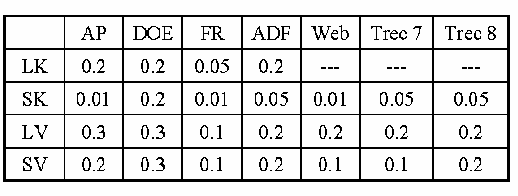 AP DOE FR ADF Web Trec 7 Trec 8
LK 0.2 0.2 0.05 0.2 --- --- ---
SK 0.01 0.2 0.01 0.05 0.01 0.05 0.05
LV 0.3 0.3 0.1 0.2 0.2 0.2 0.2
SV 0.2 0.3 0.1 0.2 0.1 0.1 0.2